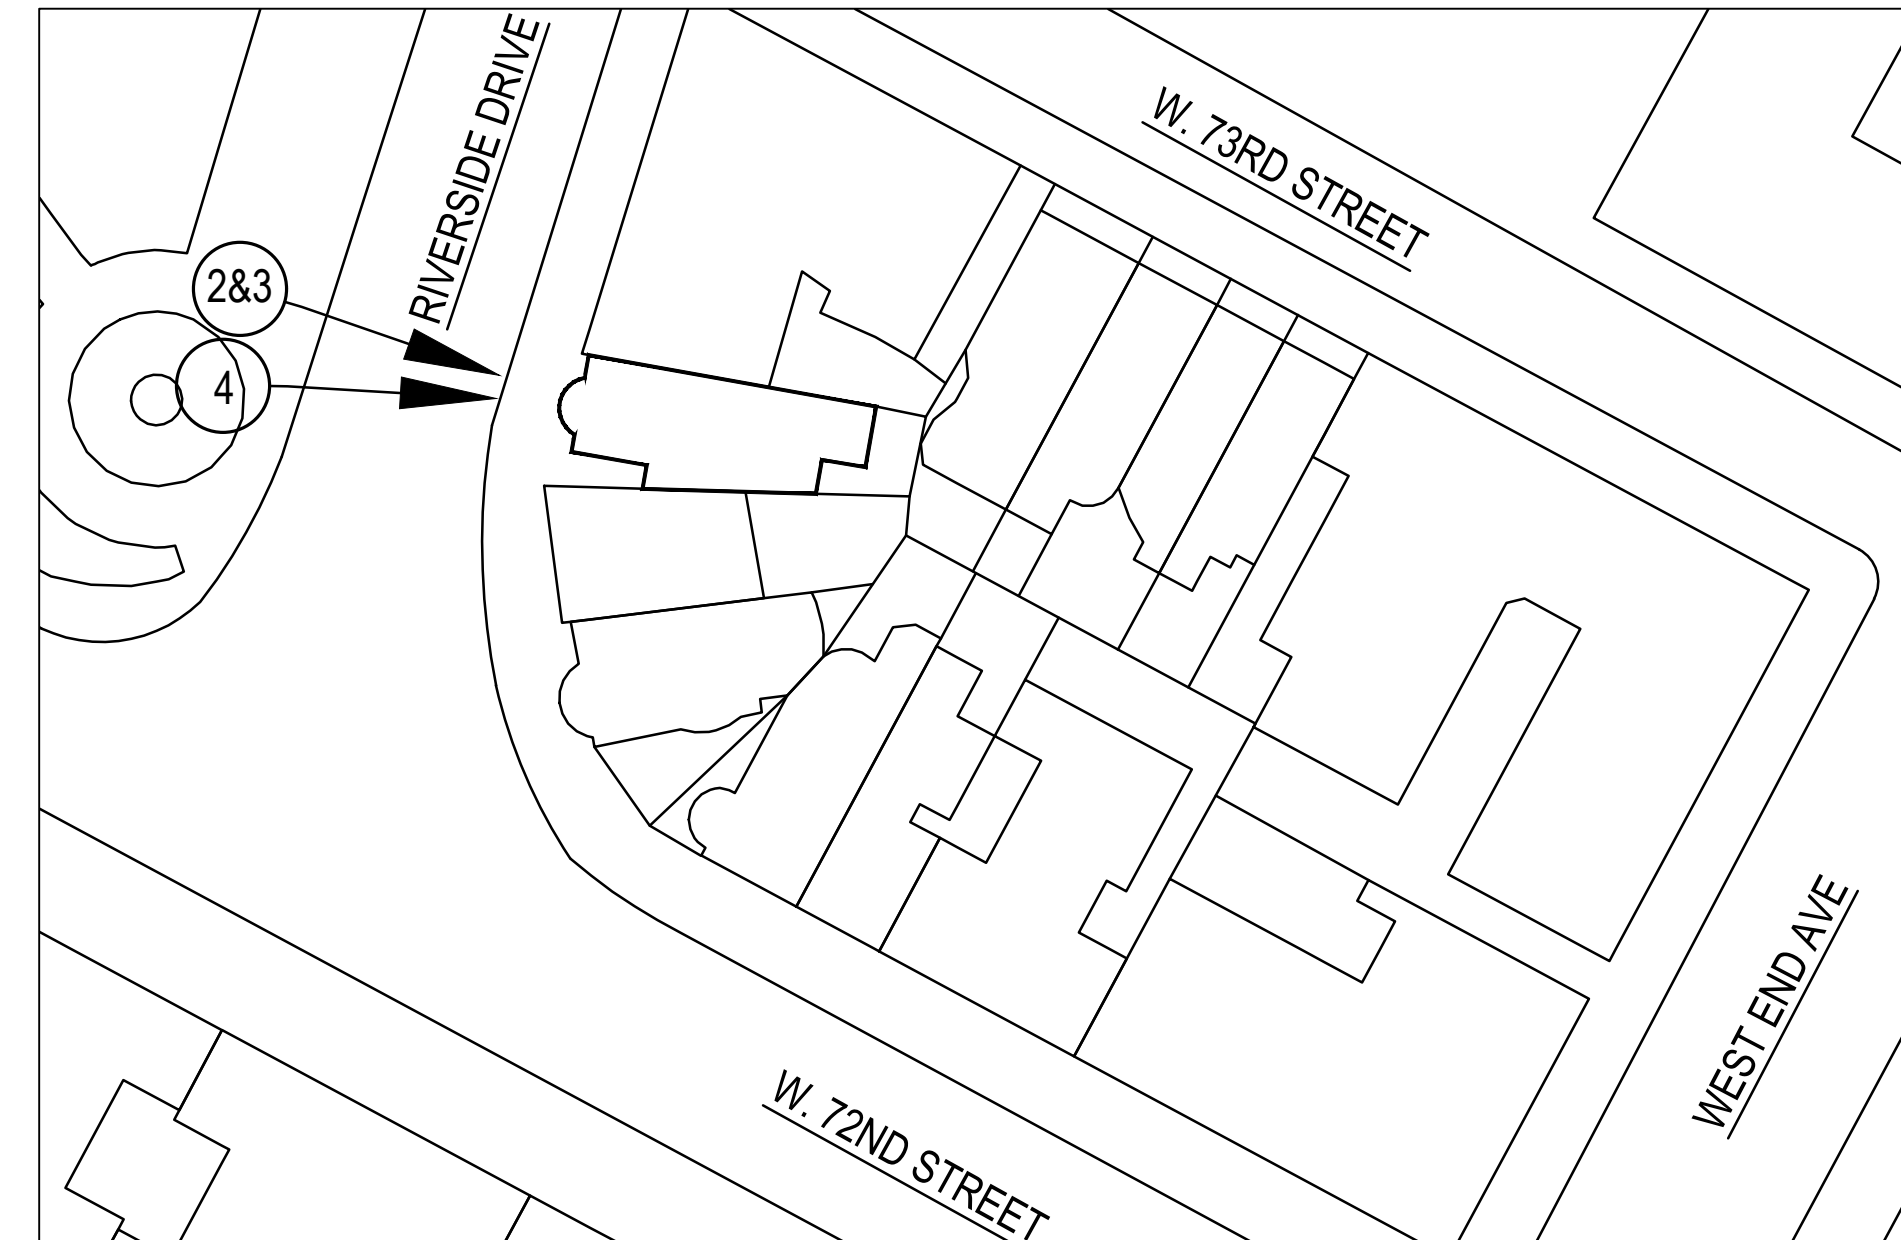 RIVERSIDE DRIVE
W. 73RD STREET
2&3
4
WEST END AVE
W. 72ND STREET